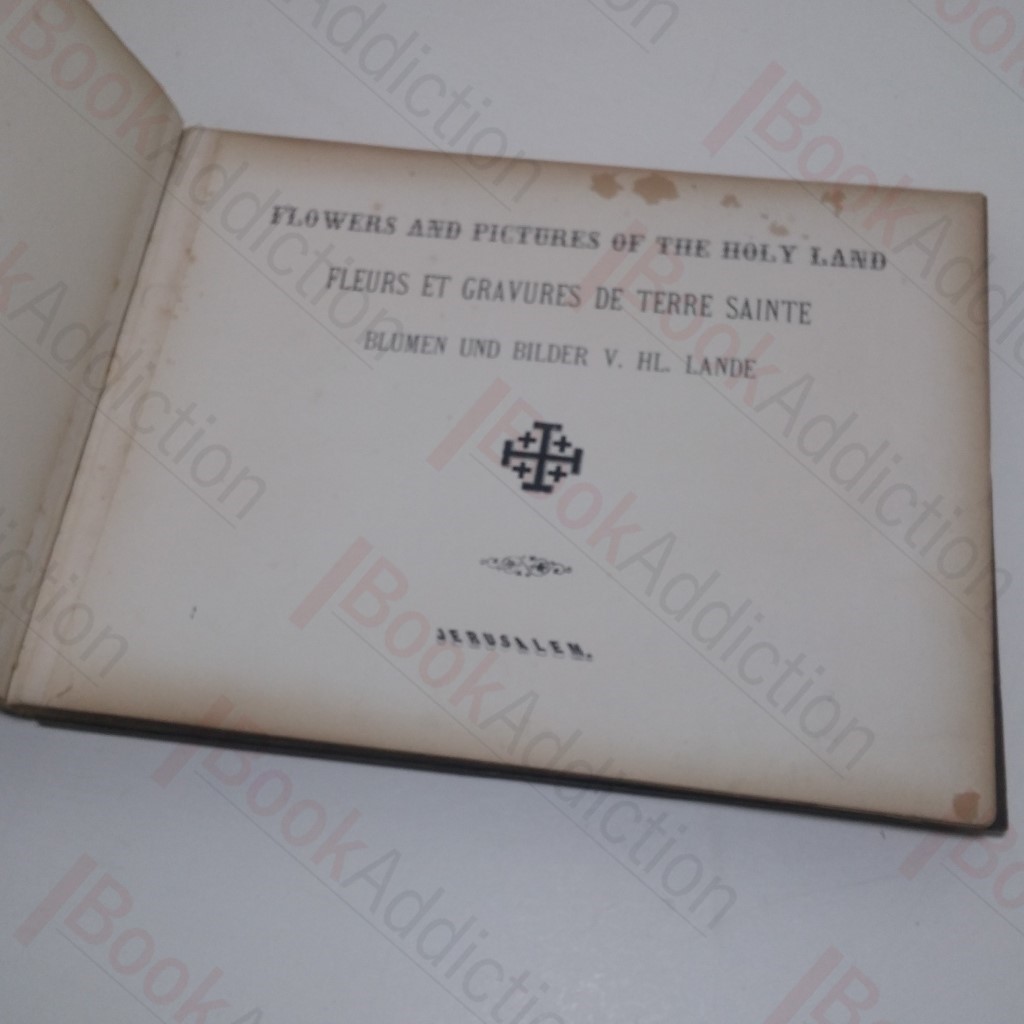 FLOWERS AND PICTURES OF THE HOLY LAND
FLEURS ET GRAVURES DE TERRE SAINTE
BLUMEN UND BILDER V. HL. LANDE
JERUSALEM.
BookAddiction